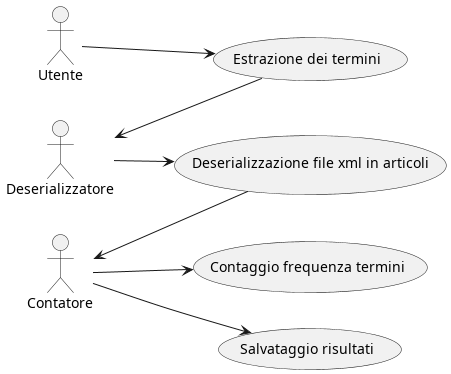 Utente
Estrazione dei termini
Deserializzatore
Deserializzazione file xml in articoli
Contatore
Contaggio frequenza termini
Salvataggio risultati